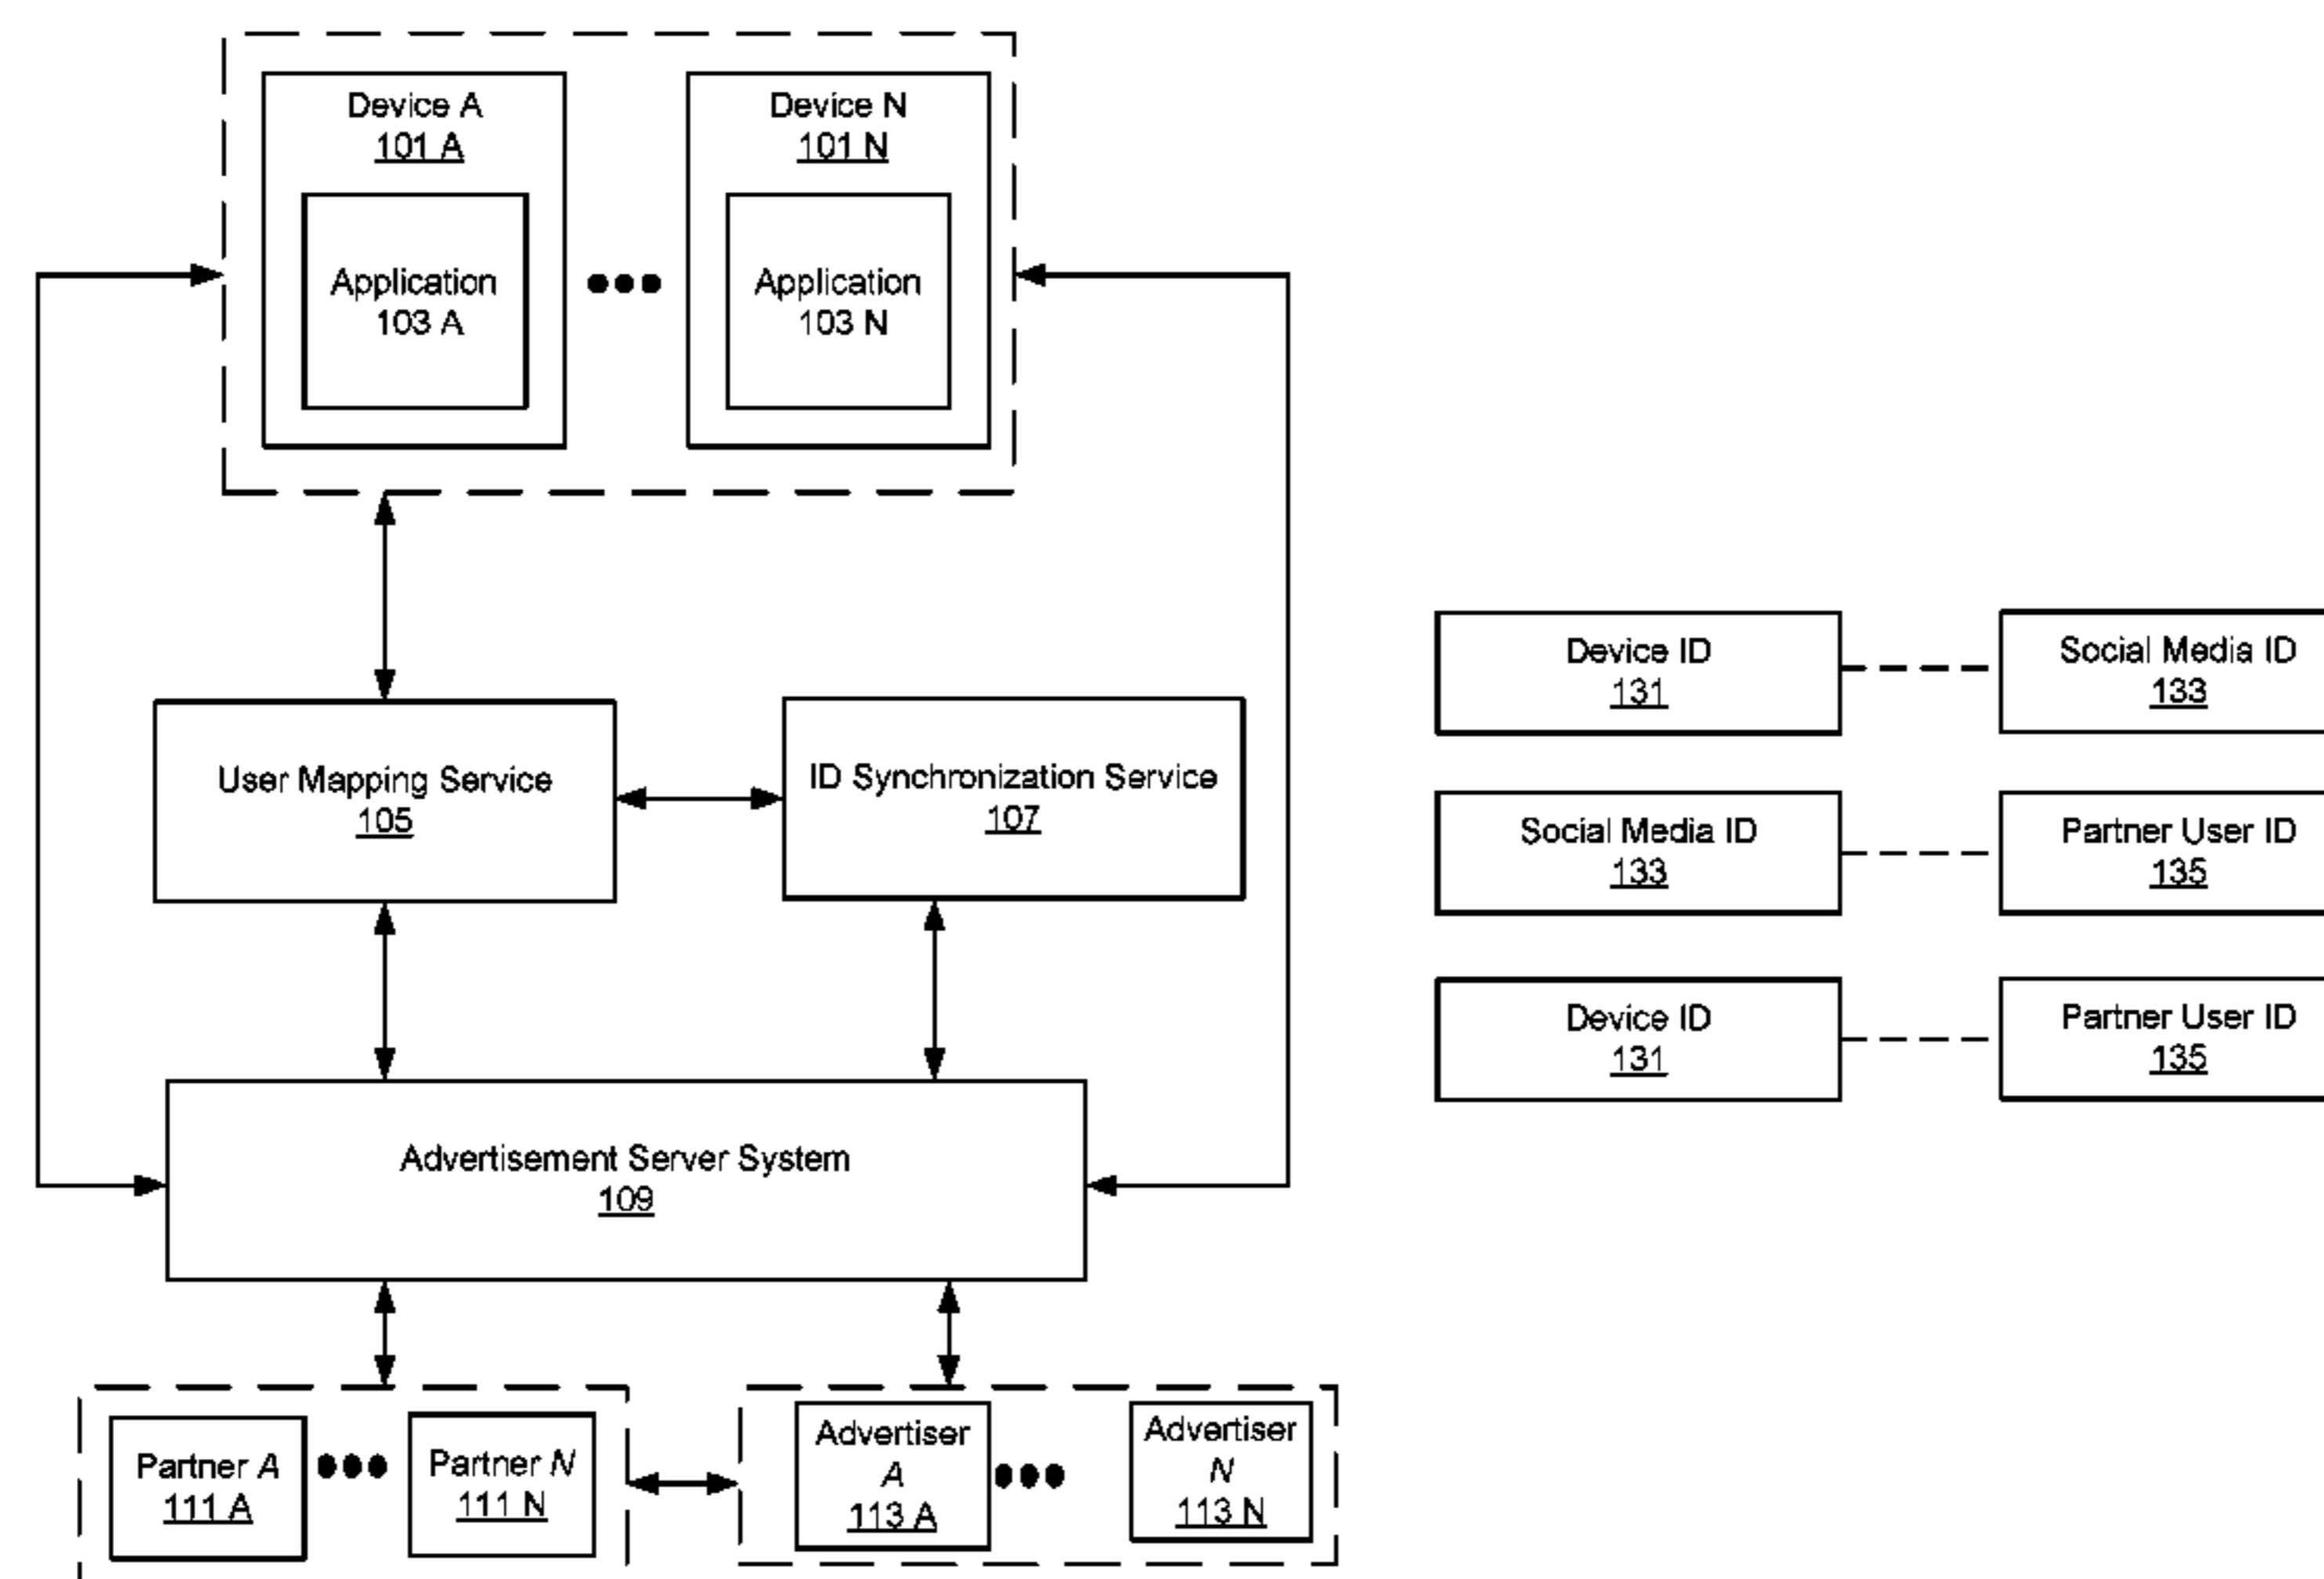 Device A
101 A
Application
103 A
Device N
101 N
Application
103 N
User Mapping Service
105
ID Synchronization Service
107
Device ID
131
Social Media ID
133
Social Media ID
133
Partner User ID
135
Device ID
131
Partner User ID
135
Advertisement Server System
109
Partner A
111 A
Partner N
111 N
Advertiser
A
113 A
Advertiser
N
113 N